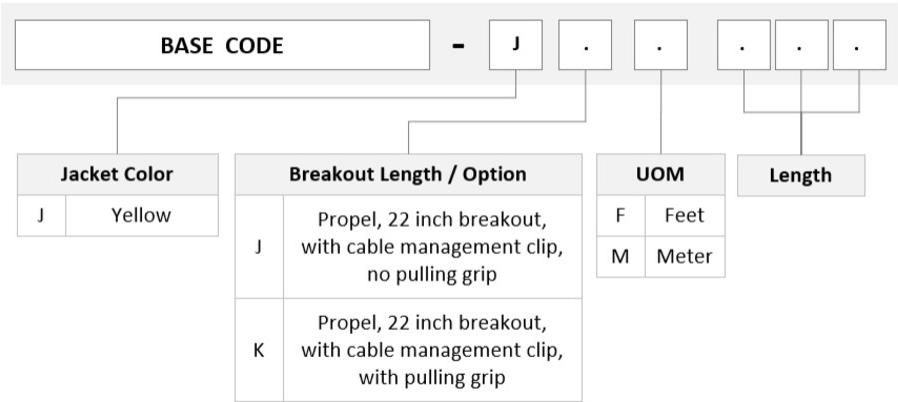 BASE CODE - J . . . . .
Jacket Color
J Yellow
Breakout Length / Option
J Propel, 22 inch breakout,
with cable management clip,
no pulling grip
K Propel, 22 inch breakout,
with cable management clip,
with pulling grip
UOM
F Feet
M Meter
Length